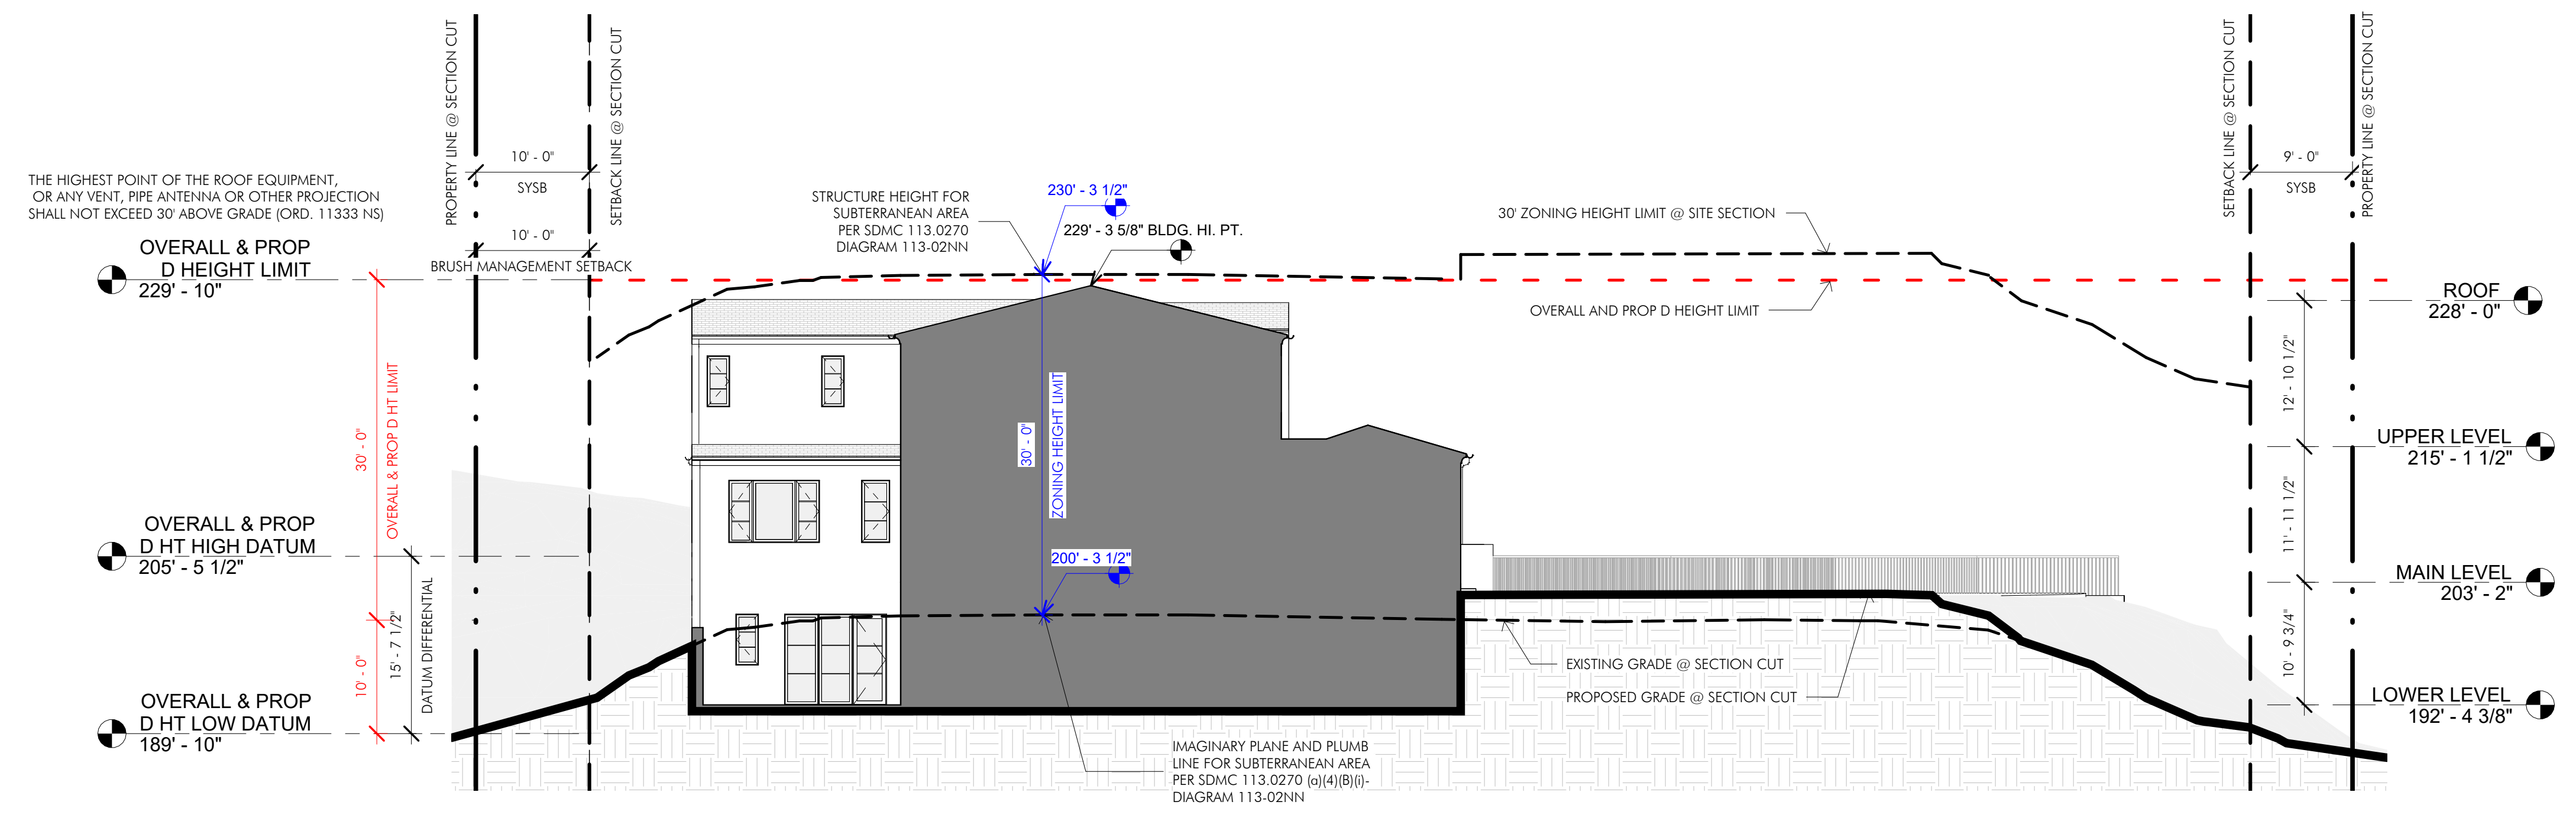 THE HIGHEST POINT OF THE ROOF EQUIPMENT,
OR ANY VENT, PIPE ANTENNA OR OTHER PROJECTION
SHALL NOT EXCEED 30' ABOVE GRADE (ORD. 11333 NS)
OVERALL & PROP
D HEIGHT LIMIT
229' - 10"
OVERALL & PROP
D HT HIGH DATUM
205' - 5 1/2"
OVERALL & PROP
D HT LOW DATUM
189' - 10"
30' - 0"
OVERALL & PROP D HT LIMIT
10' - 0"
15' - 7 1/2"
DATUM DIFFERENTIAL
PROPERTY LINE @ SECTION CUT
10' - 0"
SYSB
10' - 0"
BRUSH MANAGEMENT SETBACK
SETBACK LINE @ SECTION CUT
STRUCTURE HEIGHT FOR
SUBTERRANEAN AREA
PER SDMC 113.0270
DIAGRAM 113-02NN
230' - 3 1/2"
229' - 3 5/8" BLDG. HI. PT.
30' - 0"
ZONING HEIGHT LIMIT
200' - 3 1/2"
IMAGINARY PLANE AND PLUMB
LINE FOR SUBTERRANEAN AREA
PER SDMC 113.0270 (a)(4)(B)(i)-
DIAGRAM 113-02NN
30' ZONING HEIGHT LIMIT @ SITE SECTION
OVERALL AND PROP D HEIGHT LIMIT
EXISTING GRADE @ SECTION CUT
PROPOSED GRADE @ SECTION CUT
SETBACK LINE @ SECTION CUT
9' - 0"
SYSB
PROPERTY LINE @ SECTION CUT
12' - 10 1/2"
11' - 11 1/2"
10' - 9 3/4"
ROOF
228' - 0"
UPPER LEVEL
215' - 1 1/2"
MAIN LEVEL
203' - 2"
LOWER LEVEL
192' - 4 3/8"